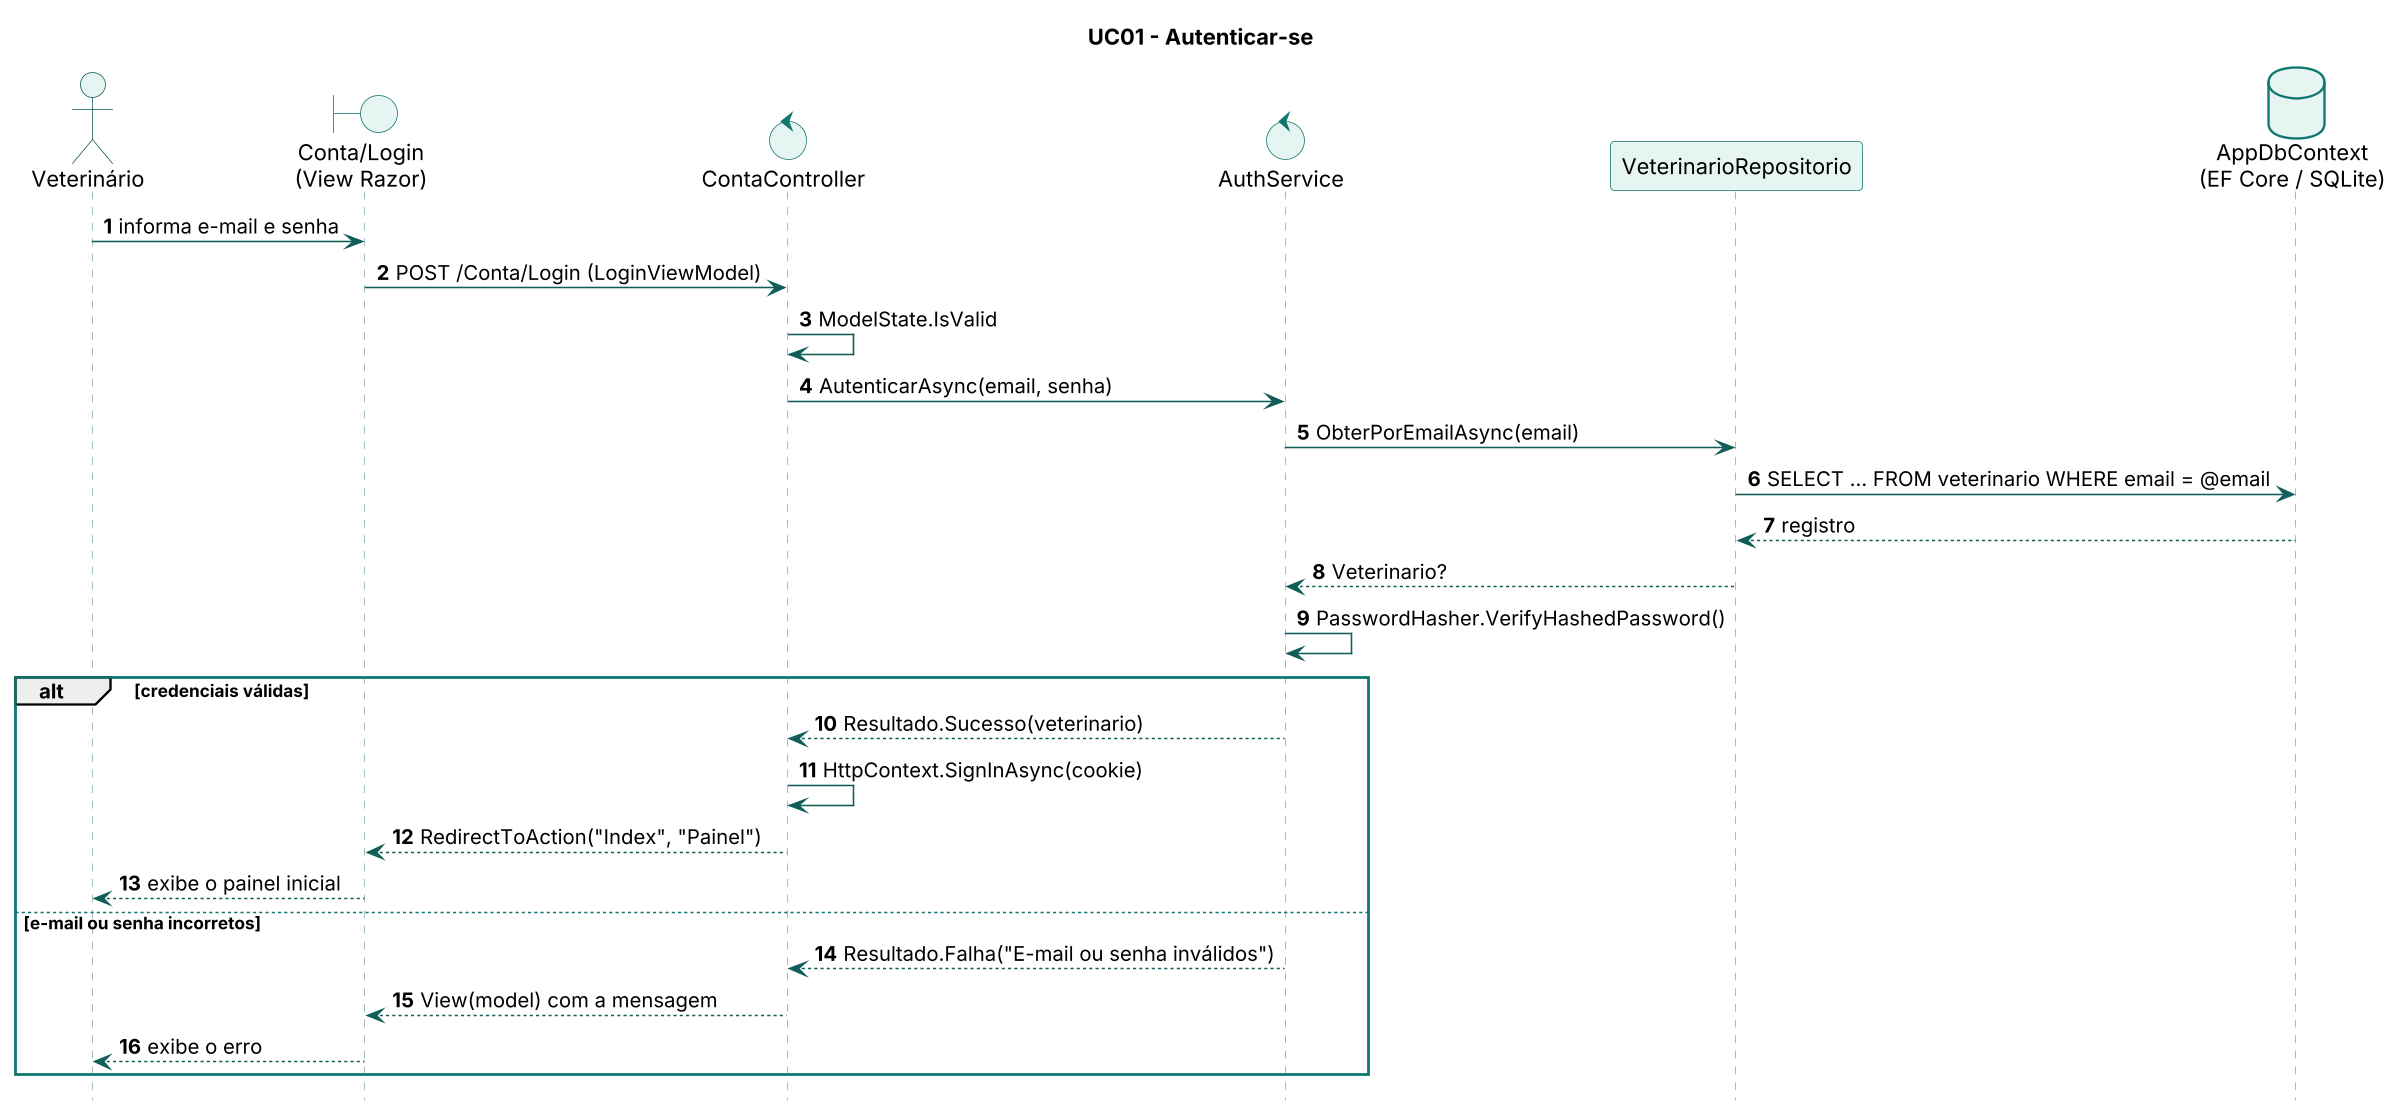 UC01 - Autenticar-se
Veterinário
Conta/Login
(View Razor)
ContaController
AuthService
VeterinarioRepositorio
AppDbContext
(EF Core / SQLite)
1 informa e-mail e senha
2 POST /Conta/Login (LoginViewModel)
3 ModelState.IsValid
4 AutenticarAsync(email, senha)
5 ObterPorEmailAsync(email)
6 SELECT ... FROM veterinario WHERE email = @email
7 registro
8 Veterinario?
9 PasswordHasher.VerifyHashedPassword()
alt [credenciais válidas]
10 Resultado.Sucesso(veterinario)
11 HttpContext.SignInAsync(cookie)
12 RedirectToAction("Index", "Painel")
13 exibe o painel inicial
[e-mail ou senha incorretos]
14 Resultado.Falha("E-mail ou senha inválidos")
15 View(model) com a mensagem
16 exibe o erro